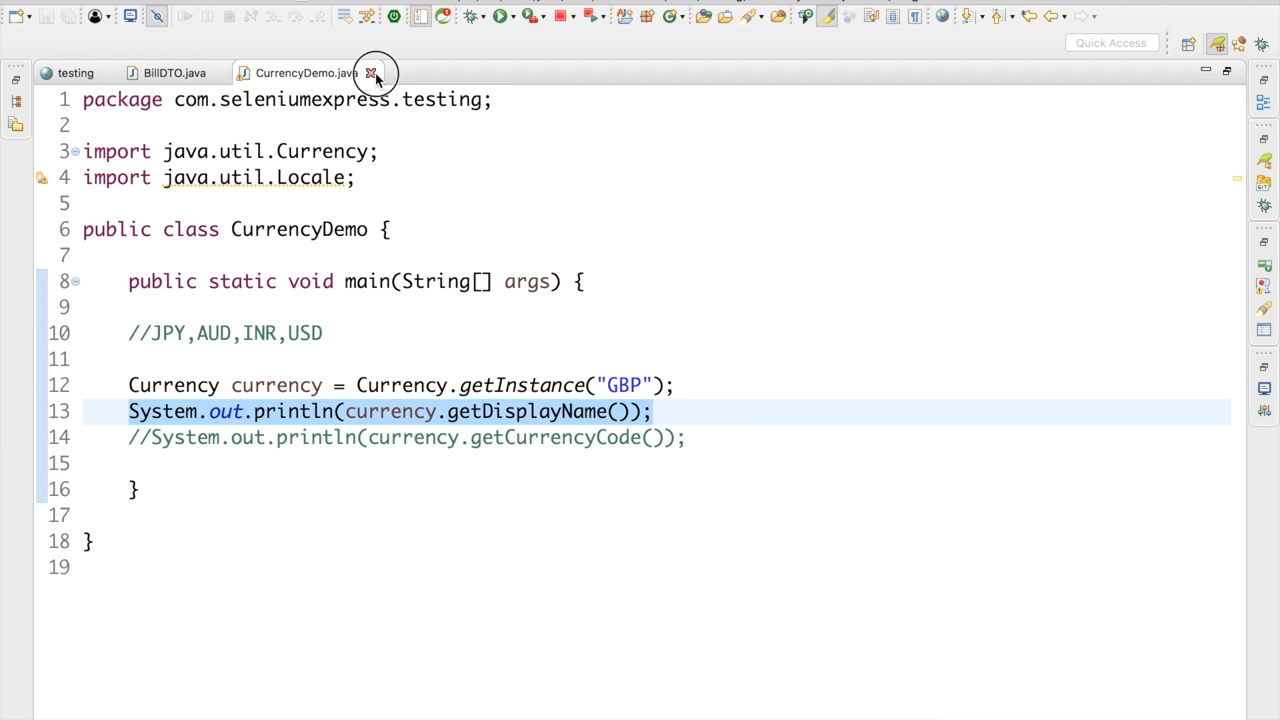 Quick Access
testing
BillDTO.java
CurrencyDemo.java
1 package com.seleniumexpress.testing;
2
3 import java.util.Currency;
4 import java.util.Locale;
5
6 public class CurrencyDemo {
7
8 public static void main(String[] args) {
9
10 //JPY,AUD,INR,USD
11
12 Currency currency = Currency.getInstance("GBP");
13 System.out.println(currency.getDisplayName());
14 //System.out.println(currency.getCurrencyCode());
15
16 }
17
18 }
19